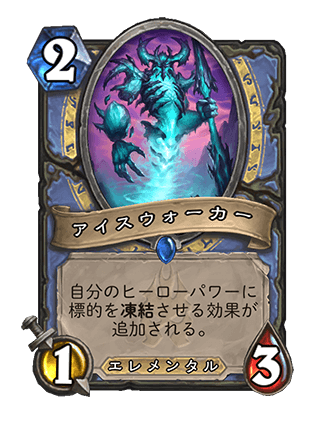 2
アイスウォーカー
自分のヒーローパワーに
標的を凍結させる効果が
追加される。
1
エレメンタル
3